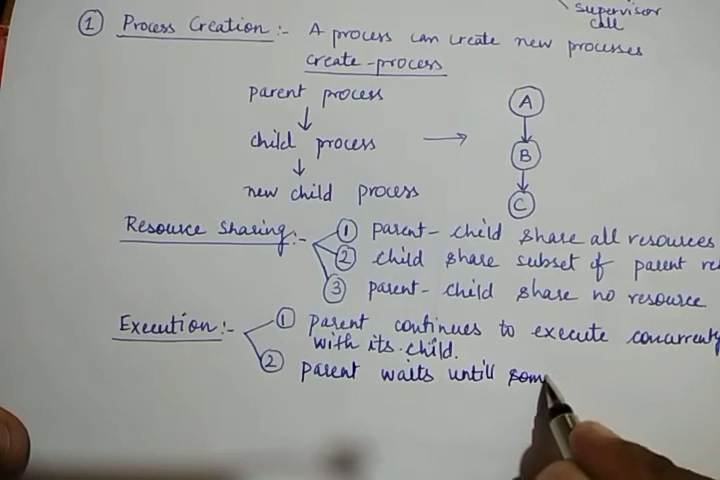 supervisor
call
① Process Creation :- A process can create new processes
create-process
parent process
child process
new child process
A
B
C
Resource Sharing :- ① parent- child share all resources
② child share subset of parent
③ parent- child share no resource
Execution :- ① parent continues to execute concurrenty
with its child.
② parent waits untill som